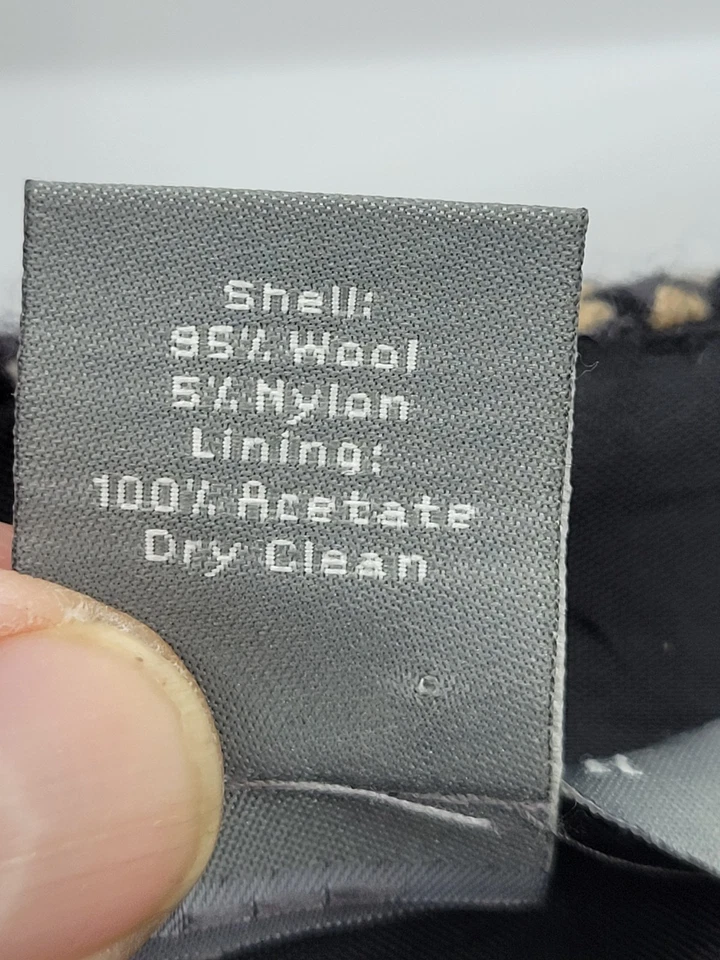 Shell:
95% Wool
5% Nylon
Lining:
100% Acetate
Dry Clean